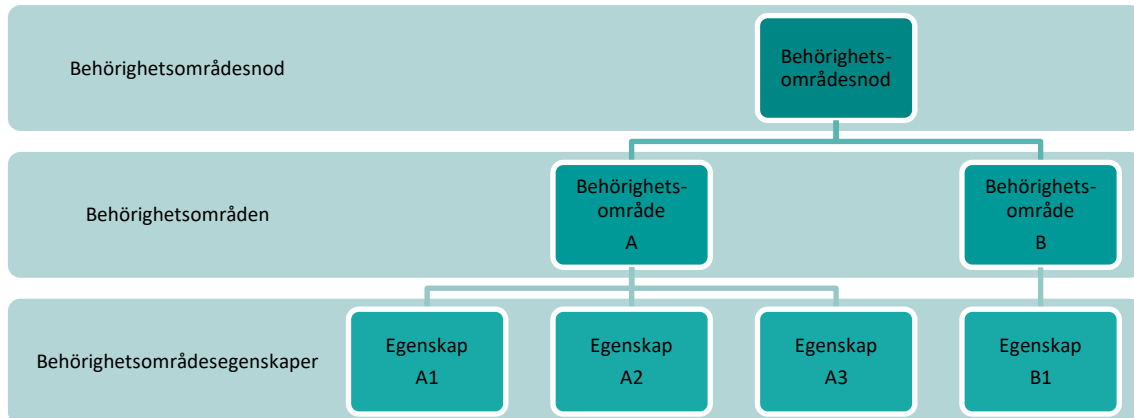 Behörighetsområdesnod
Behörighets-
områdesnod
Behörighetsområden
Behörighets-
område
A
Behörighets-
område
B
Behörighetsområdesegenskaper
Egenskap
A1
Egenskap
A2
Egenskap
A3
Egenskap
B1